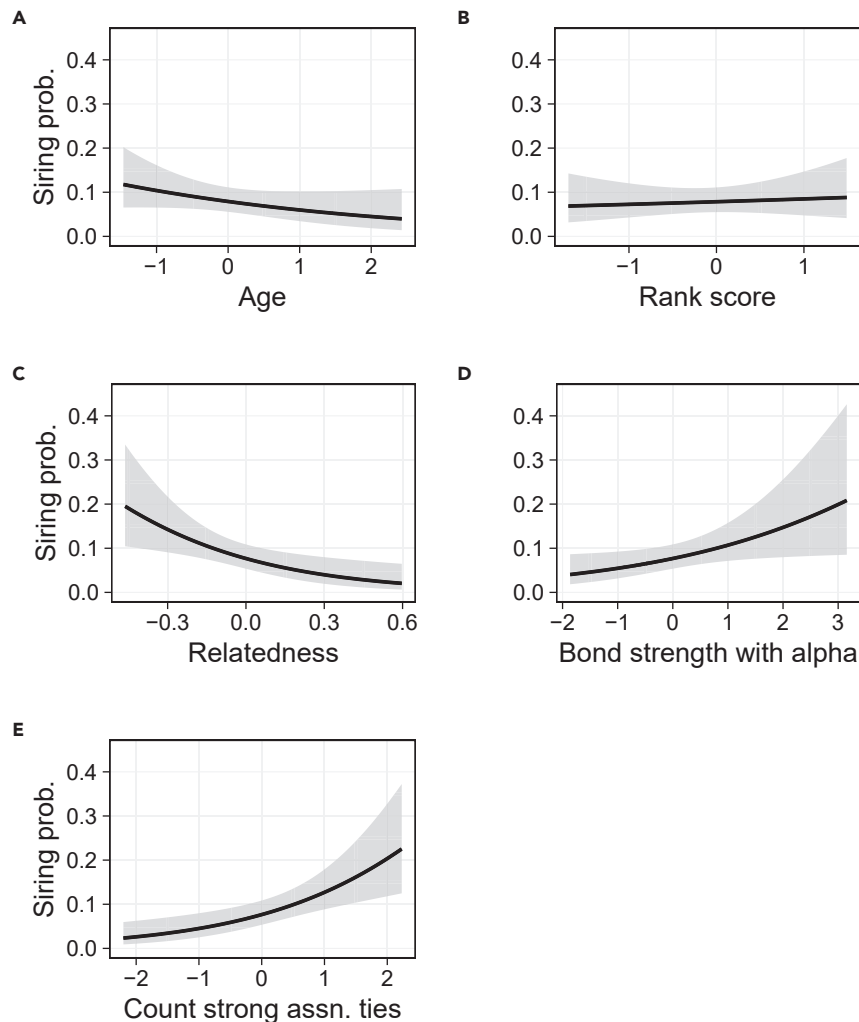 A
B
Siring prob.
0.4
0.3
0.2
0.1
0.0
−1 0 1 2
Age
0.4
0.3
0.2
0.1
0.0
−1 0 1
Rank score
C
D
Siring prob.
0.4
0.3
0.2
0.1
0.0
−0.3 0.0 0.3 0.6
Relatedness
0.4
0.3
0.2
0.1
0.0
−2 −1 0 1 2 3
Bond strength with alpha
E
Siring prob.
0.4
0.3
0.2
0.1
0.0
−2 −1 0 1 2
Count strong assn. ties